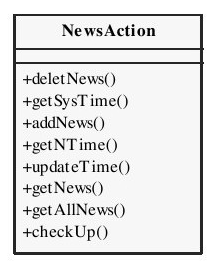 NewsAction
+deletNews()
+getSysTime()
+addNews()
+getNTime()
+updateTime()
+getNews()
+getAllNews()
+checkUp()